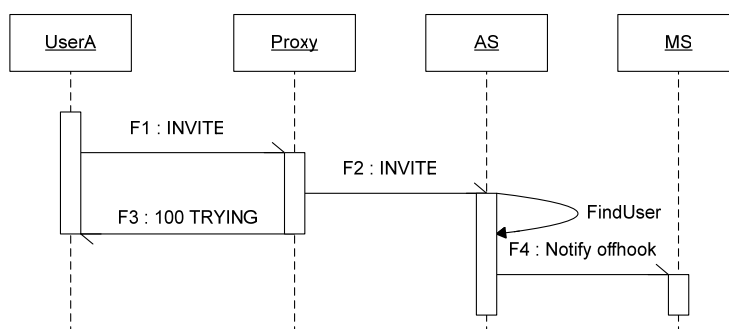 UserA
Proxy
AS
MS
F1 : INVITE
F2 : INVITE
F3 : 100 TRYING
FindUser
F4 : Notify offhook